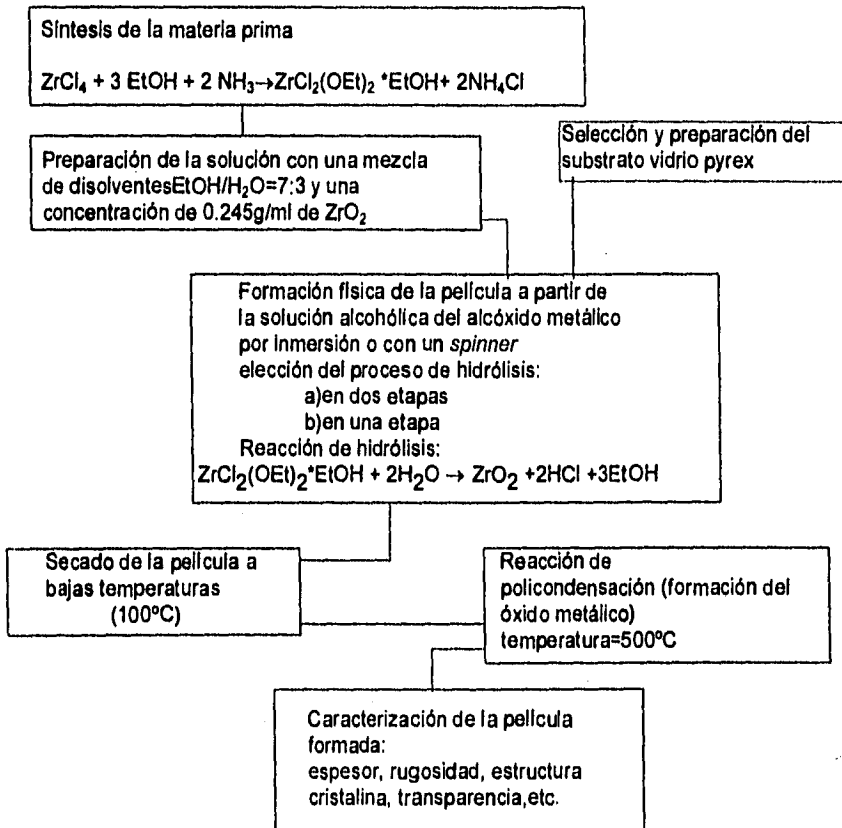 Síntesis de la materia prima
ZrCl₄ + 3 EtOH + 2 NH₃→ZrCl₂(OEt)₂ *EtOH+ 2NH₄Cl
Preparación de la solución con una mezcla
de disolventesEtOH/H₂O=7:3 y una
concentración de 0.245g/ml de ZrO₂
Selección y preparación del
substrato vidrio pyrex
Formación física de la película a partir de
la solución alcohólica del alcóxido metálico
por inmersión o con un spinner
elección del proceso de hidrólisis:
a)en dos etapas
b)en una etapa
Reacción de hidrólisis:
ZrCl₂(OEt)₂*EtOH + 2H₂O → ZrO₂ +2HCl +3EtOH
Secado de la película a
bajas temperaturas
(100ºC)
Reacción de
policondensación (formación del
óxido metálico)
temperatura=500ºC
Caracterización de la película
formada:
espesor, rugosidad, estructura
cristalina, transparencia,etc.